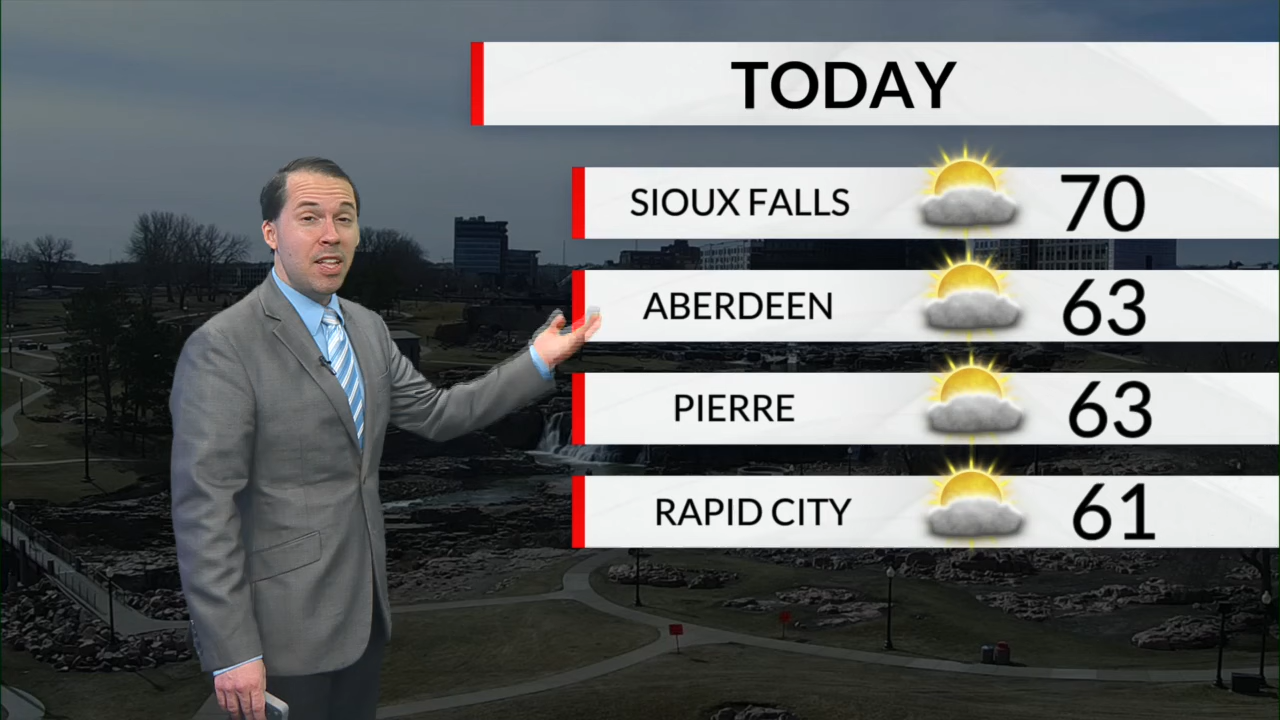 TODAY
SIOUX FALLS 70
ABERDEEN 63
PIERRE 63
RAPID CITY 61